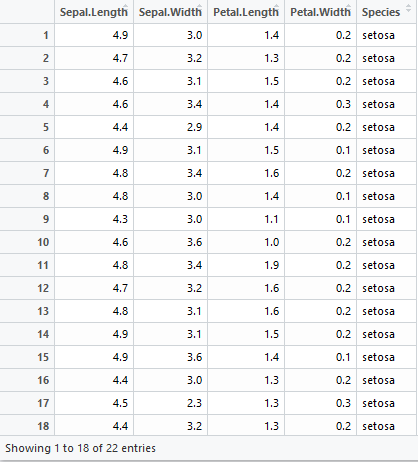 Sepal.Length Sepal.Width Petal.Length Petal.Width Species
1 4.9 3.0 1.4 0.2 setosa
2 4.7 3.2 1.3 0.2 setosa
3 4.6 3.1 1.5 0.2 setosa
4 4.6 3.4 1.4 0.3 setosa
5 4.4 2.9 1.4 0.2 setosa
6 4.9 3.1 1.5 0.1 setosa
7 4.8 3.4 1.6 0.2 setosa
8 4.8 3.0 1.4 0.1 setosa
9 4.3 3.0 1.1 0.1 setosa
10 4.6 3.6 1.0 0.2 setosa
11 4.8 3.4 1.9 0.2 setosa
12 4.7 3.2 1.6 0.2 setosa
13 4.8 3.1 1.6 0.2 setosa
14 4.9 3.1 1.5 0.2 setosa
15 4.9 3.6 1.4 0.1 setosa
16 4.4 3.0 1.3 0.2 setosa
17 4.5 2.3 1.3 0.3 setosa
18 4.4 3.2 1.3 0.2 setosa
Showing 1 to 18 of 22 entries